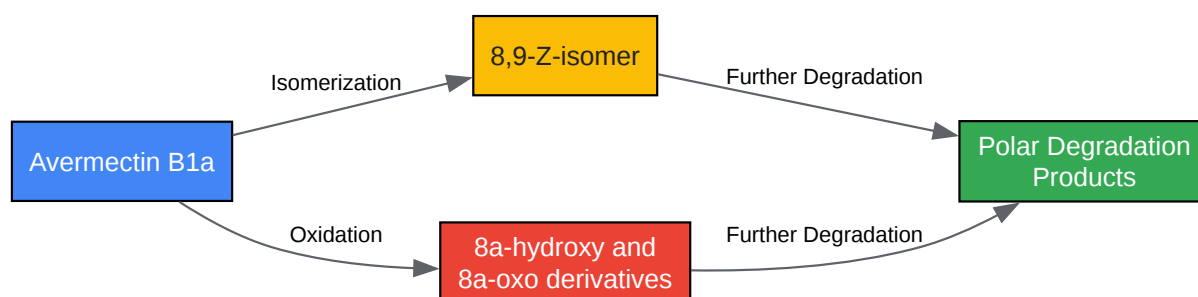 8,9-Z-isomer
Isomerization
Further Degradation
Avermectin B1a
Polar Degradation
Products
Oxidation
8a-hydroxy and
8a-oxo derivatives
Further Degradation